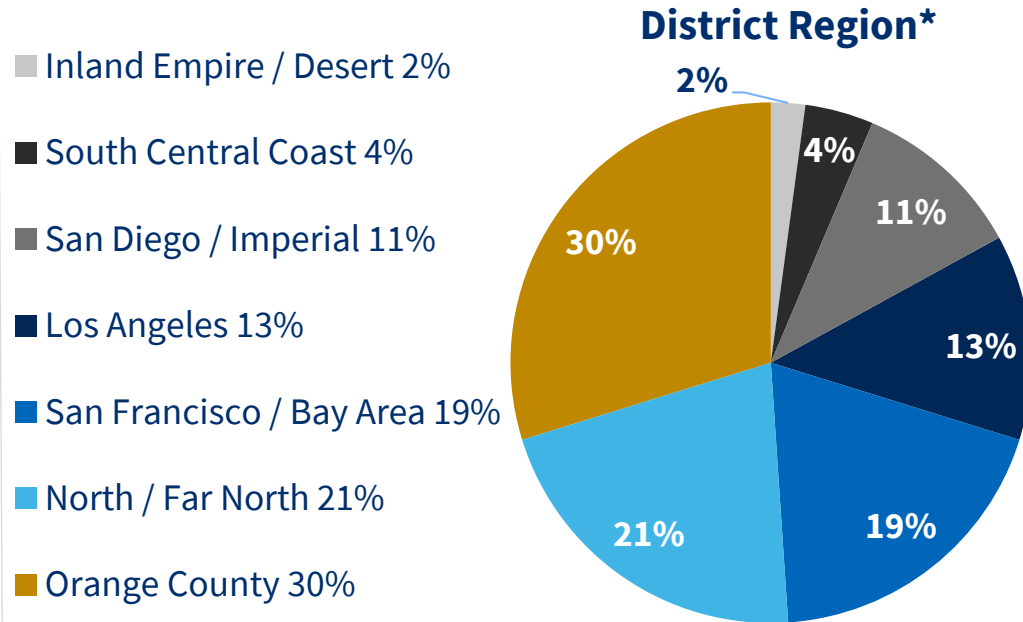 District Region*
Inland Empire / Desert 2%
South Central Coast 4%
San Diego / Imperial 11%
Los Angeles 13%
San Francisco / Bay Area 19%
North / Far North 21%
Orange County 30%
2%
4%
11%
13%
19%
21%
30%